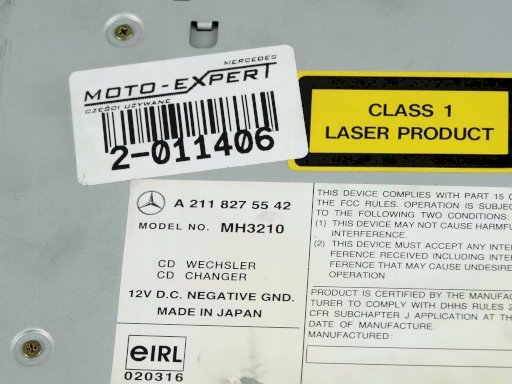 MERCEDES
MOTO-EXPERT
CZĘŚCI UŻYWANE
2-011406
CLASS 1
LASER PRODUCT
A 211 827 55 42
MODEL NO. MH3210
CD WECHSLER
CD CHANGER
12V D.C. NEGATIVE GND.
MADE IN JAPAN
eIRL
020316
THIS DEVICE COMPLIES WITH PART 15
THE FCC RULES. OPERATION IS SUBJEC
TO THE FOLLOWING TWO CONDITIONS:
(1) THIS DEVICE MAY NOT CAUSE HARMFU
INTERFERENCE.
(2) THIS DEVICE MUST ACCEPT ANY INTE
FERENCE RECEIVED INCLUDING INTER
FERENCE THAT MAY CAUSE UNDESIRE
OPERATION
PRODUCT IS CERTIFIED BY THE MANUFAC
TURER TO COMPLY WITH DHHS RULES 2
CFR SUBCHAPTER J APPLICATION AT TH
DATE OF MANUFACTURE.
MANUFACTURED: